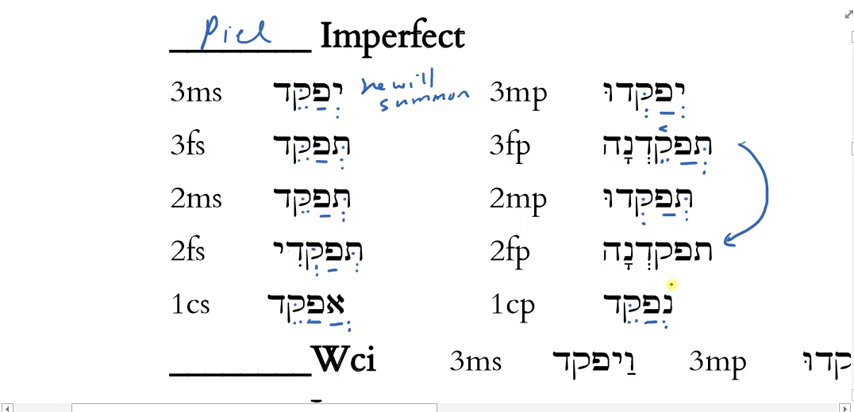 Piel Imperfect
3ms יְפַקֵּד he will summon 3mp יְפַקְּדוּ
3fs תְּפַקֵּד 3fp תְּפַקֵּדְנָה
2ms תְּפַקֵּד 2mp תְּפַקְּדוּ
2fs תְּפַקְּדִי 2fp תפקדְנָה
1cs אֲפַקֵּד 1cp נְפַקֵּד
Wci 3ms וַיפקד 3mp קדוּ